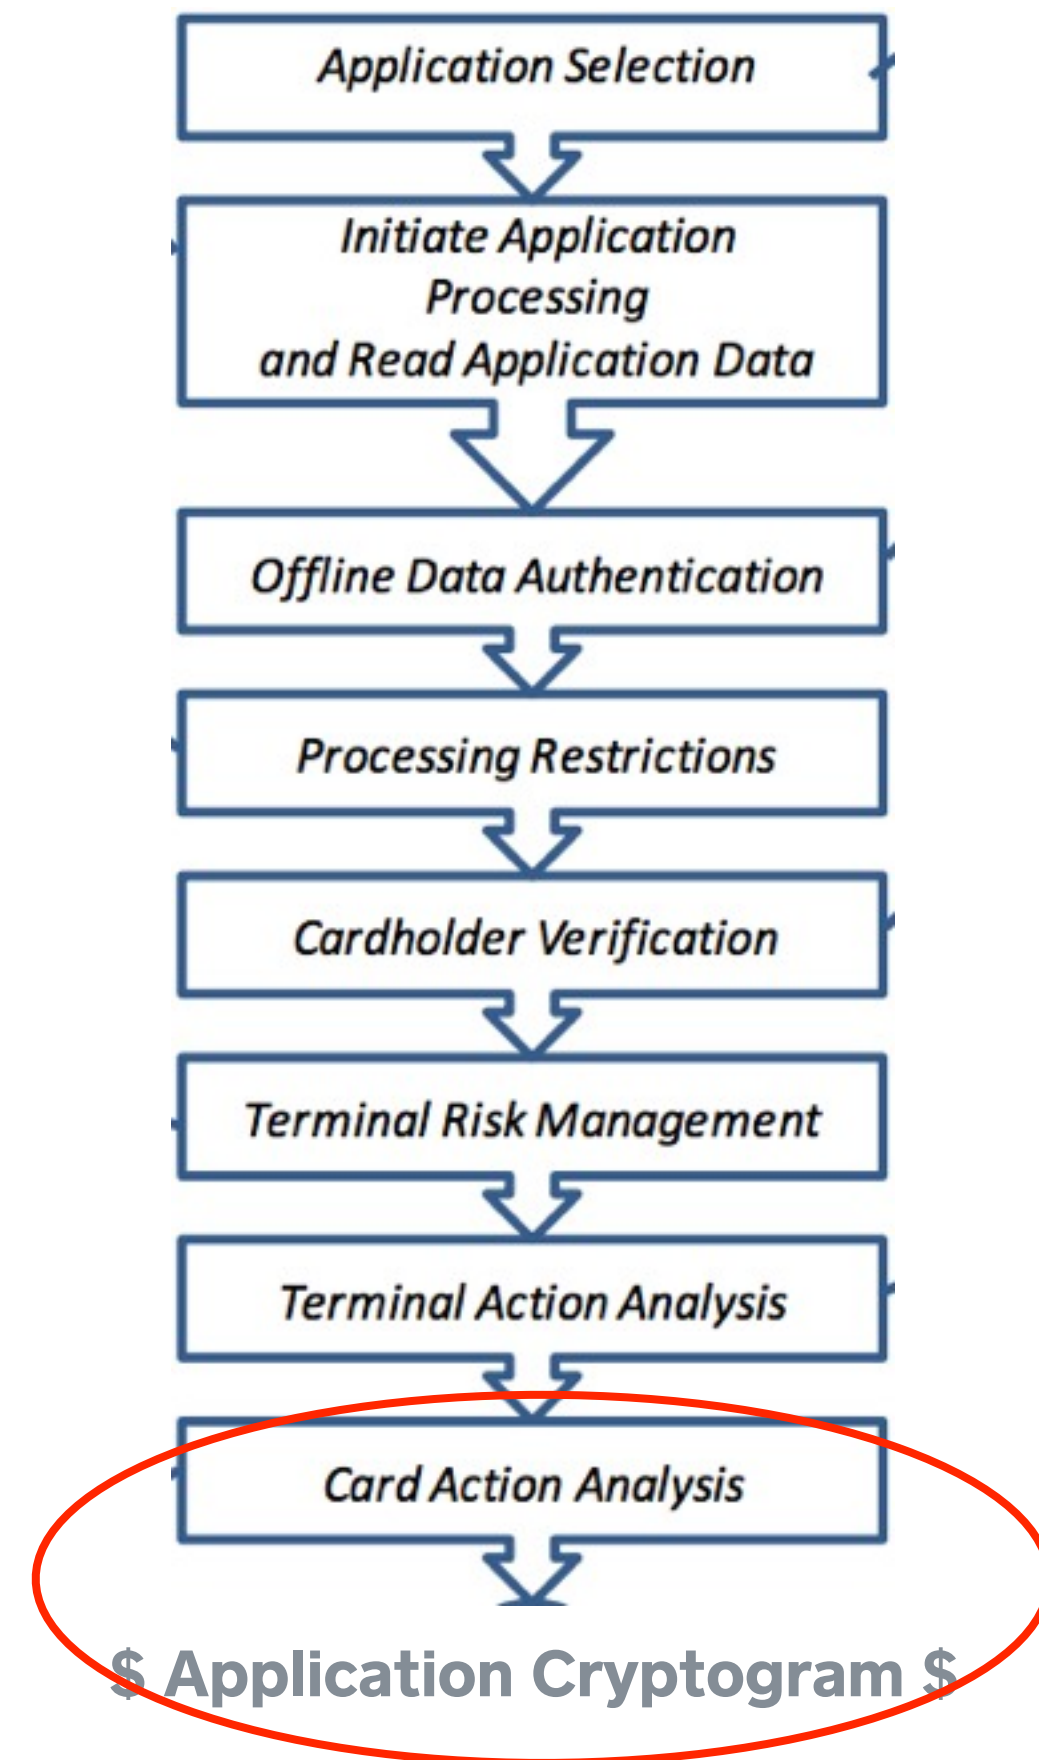 Application Selection
Initiate Application
Processing
and Read Application Data
Offline Data Authentication
Processing Restrictions
Cardholder Verification
Terminal Risk Management
Terminal Action Analysis
Card Action Analysis
$ Application Cryptogram $